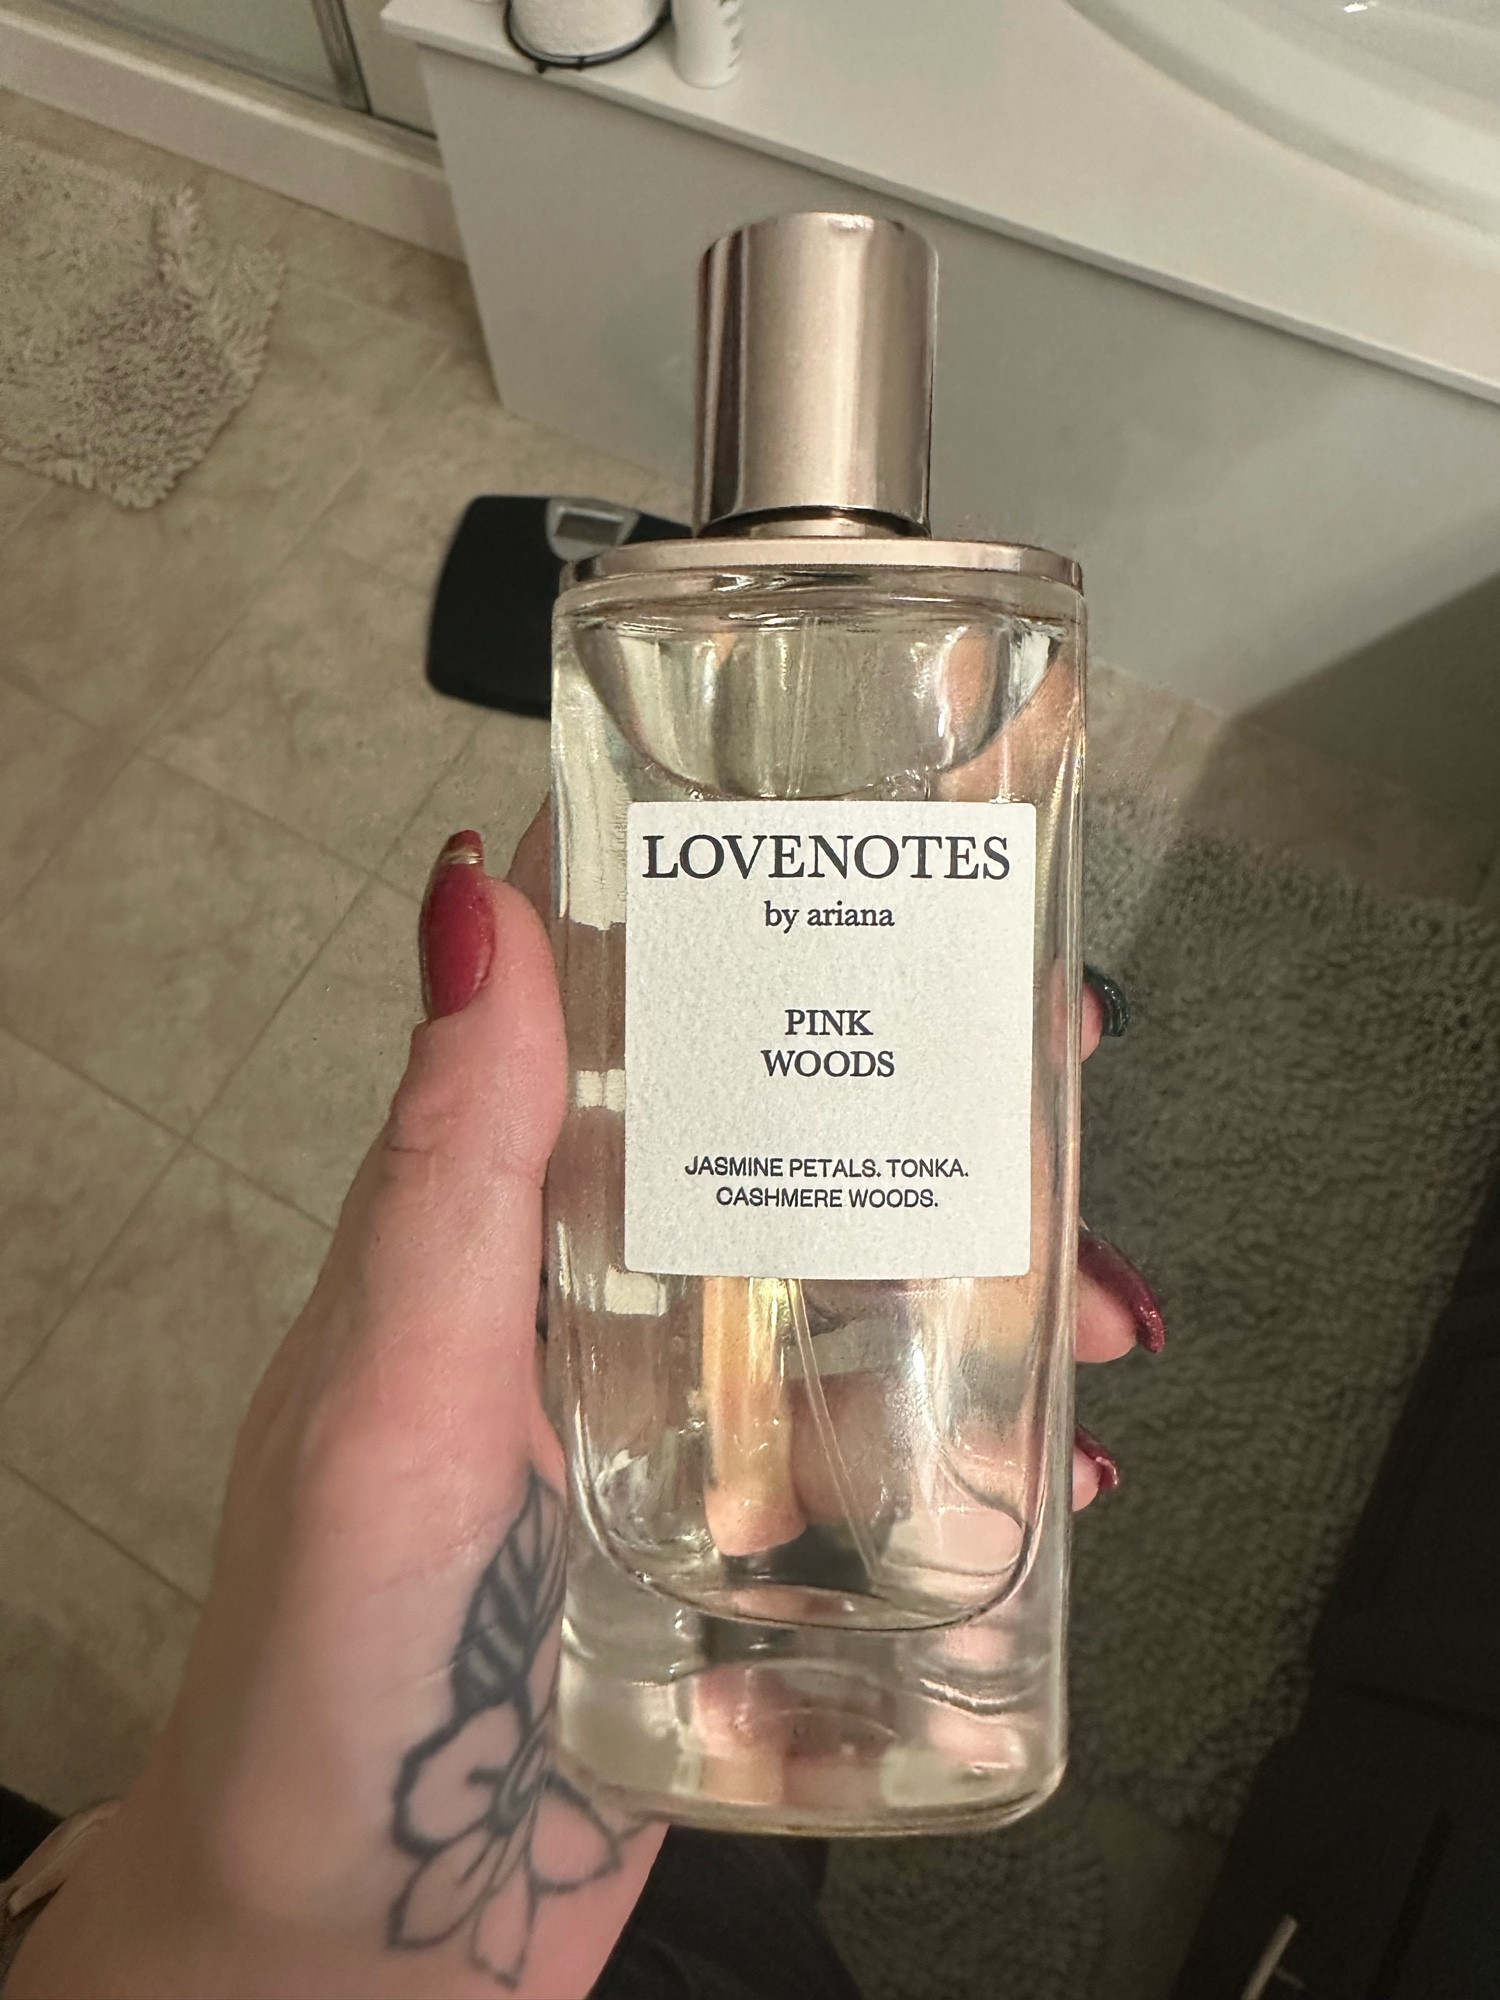 LOVENOTES
by ariana
PINK
WOODS
JASMINE PETALS. TONKA.
CASHMERE WOODS.